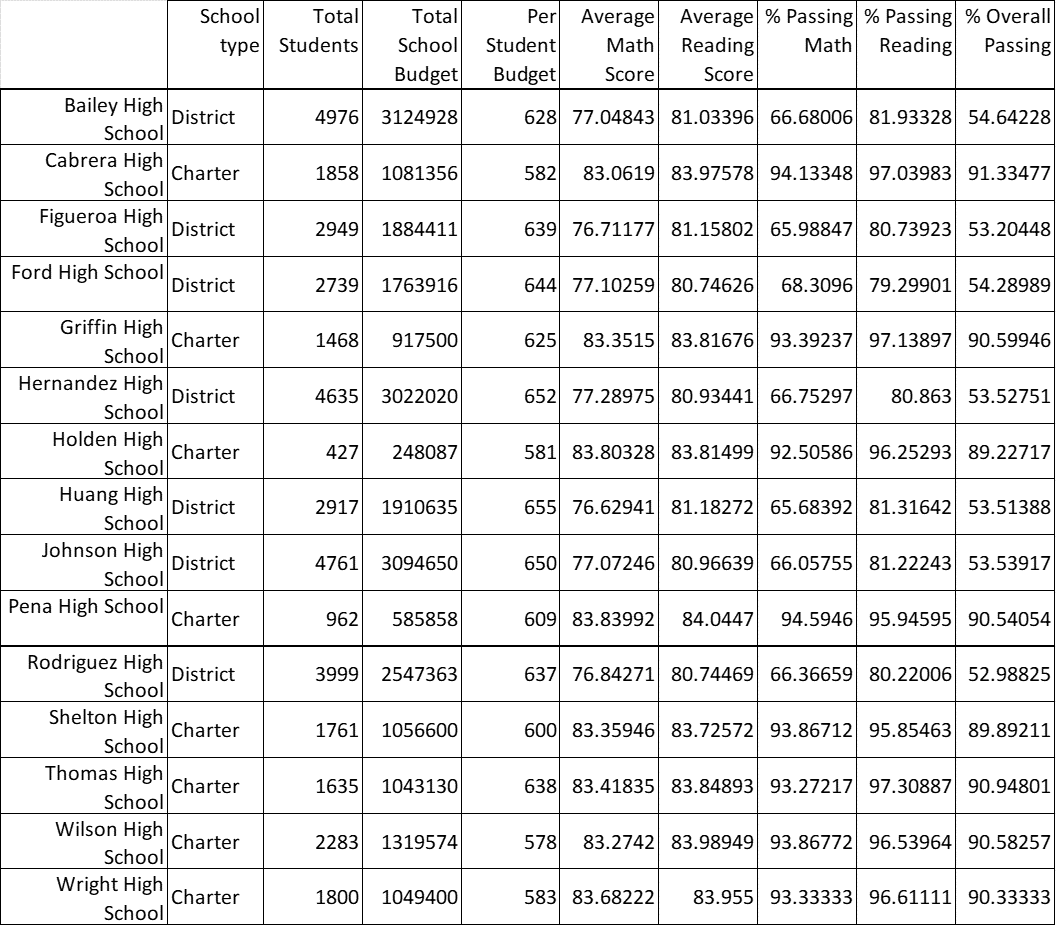 School type Total Students Total School Budget Per Student Budget Average Math Score Average Reading Score % Passing Math % Passing Reading % Overall Passing
Bailey High School District 4976 3124928 628 77.04843 81.03396 66.68006 81.93328 54.64228
Cabrera High School Charter 1858 1081356 582 83.0619 83.97578 94.13348 97.03983 91.33477
Figueroa High School District 2949 1884411 639 76.71177 81.15802 65.98847 80.73923 53.20448
Ford High School District 2739 1763916 644 77.10259 80.74626 68.3096 79.29901 54.28989
Griffin High School Charter 1468 917500 625 83.3515 83.81676 93.39237 97.13897 90.59946
Hernandez High School District 4635 3022020 652 77.28975 80.93441 66.75297 80.863 53.52751
Holden High School Charter 427 248087 581 83.80328 83.81499 92.50586 96.25293 89.22717
Huang High School District 2917 1910635 655 76.62941 81.18272 65.68392 81.31642 53.51388
Johnson High School District 4761 3094650 650 77.07246 80.96639 66.05755 81.22243 53.53917
Pena High School Charter 962 585858 609 83.83992 84.0447 94.5946 95.94595 90.54054
Rodriguez High School District 3999 2547363 637 76.84271 80.74469 66.36659 80.22006 52.98825
Shelton High School Charter 1761 1056600 600 83.35946 83.72572 93.86712 95.85463 89.89211
Thomas High School Charter 1635 1043130 638 83.41835 83.84893 93.27217 97.30887 90.94801
Wilson High School Charter 2283 1319574 578 83.2742 83.98949 93.86772 96.53964 90.58257
Wright High School Charter 1800 1049400 583 83.68222 83.955 93.33333 96.61111 90.33333